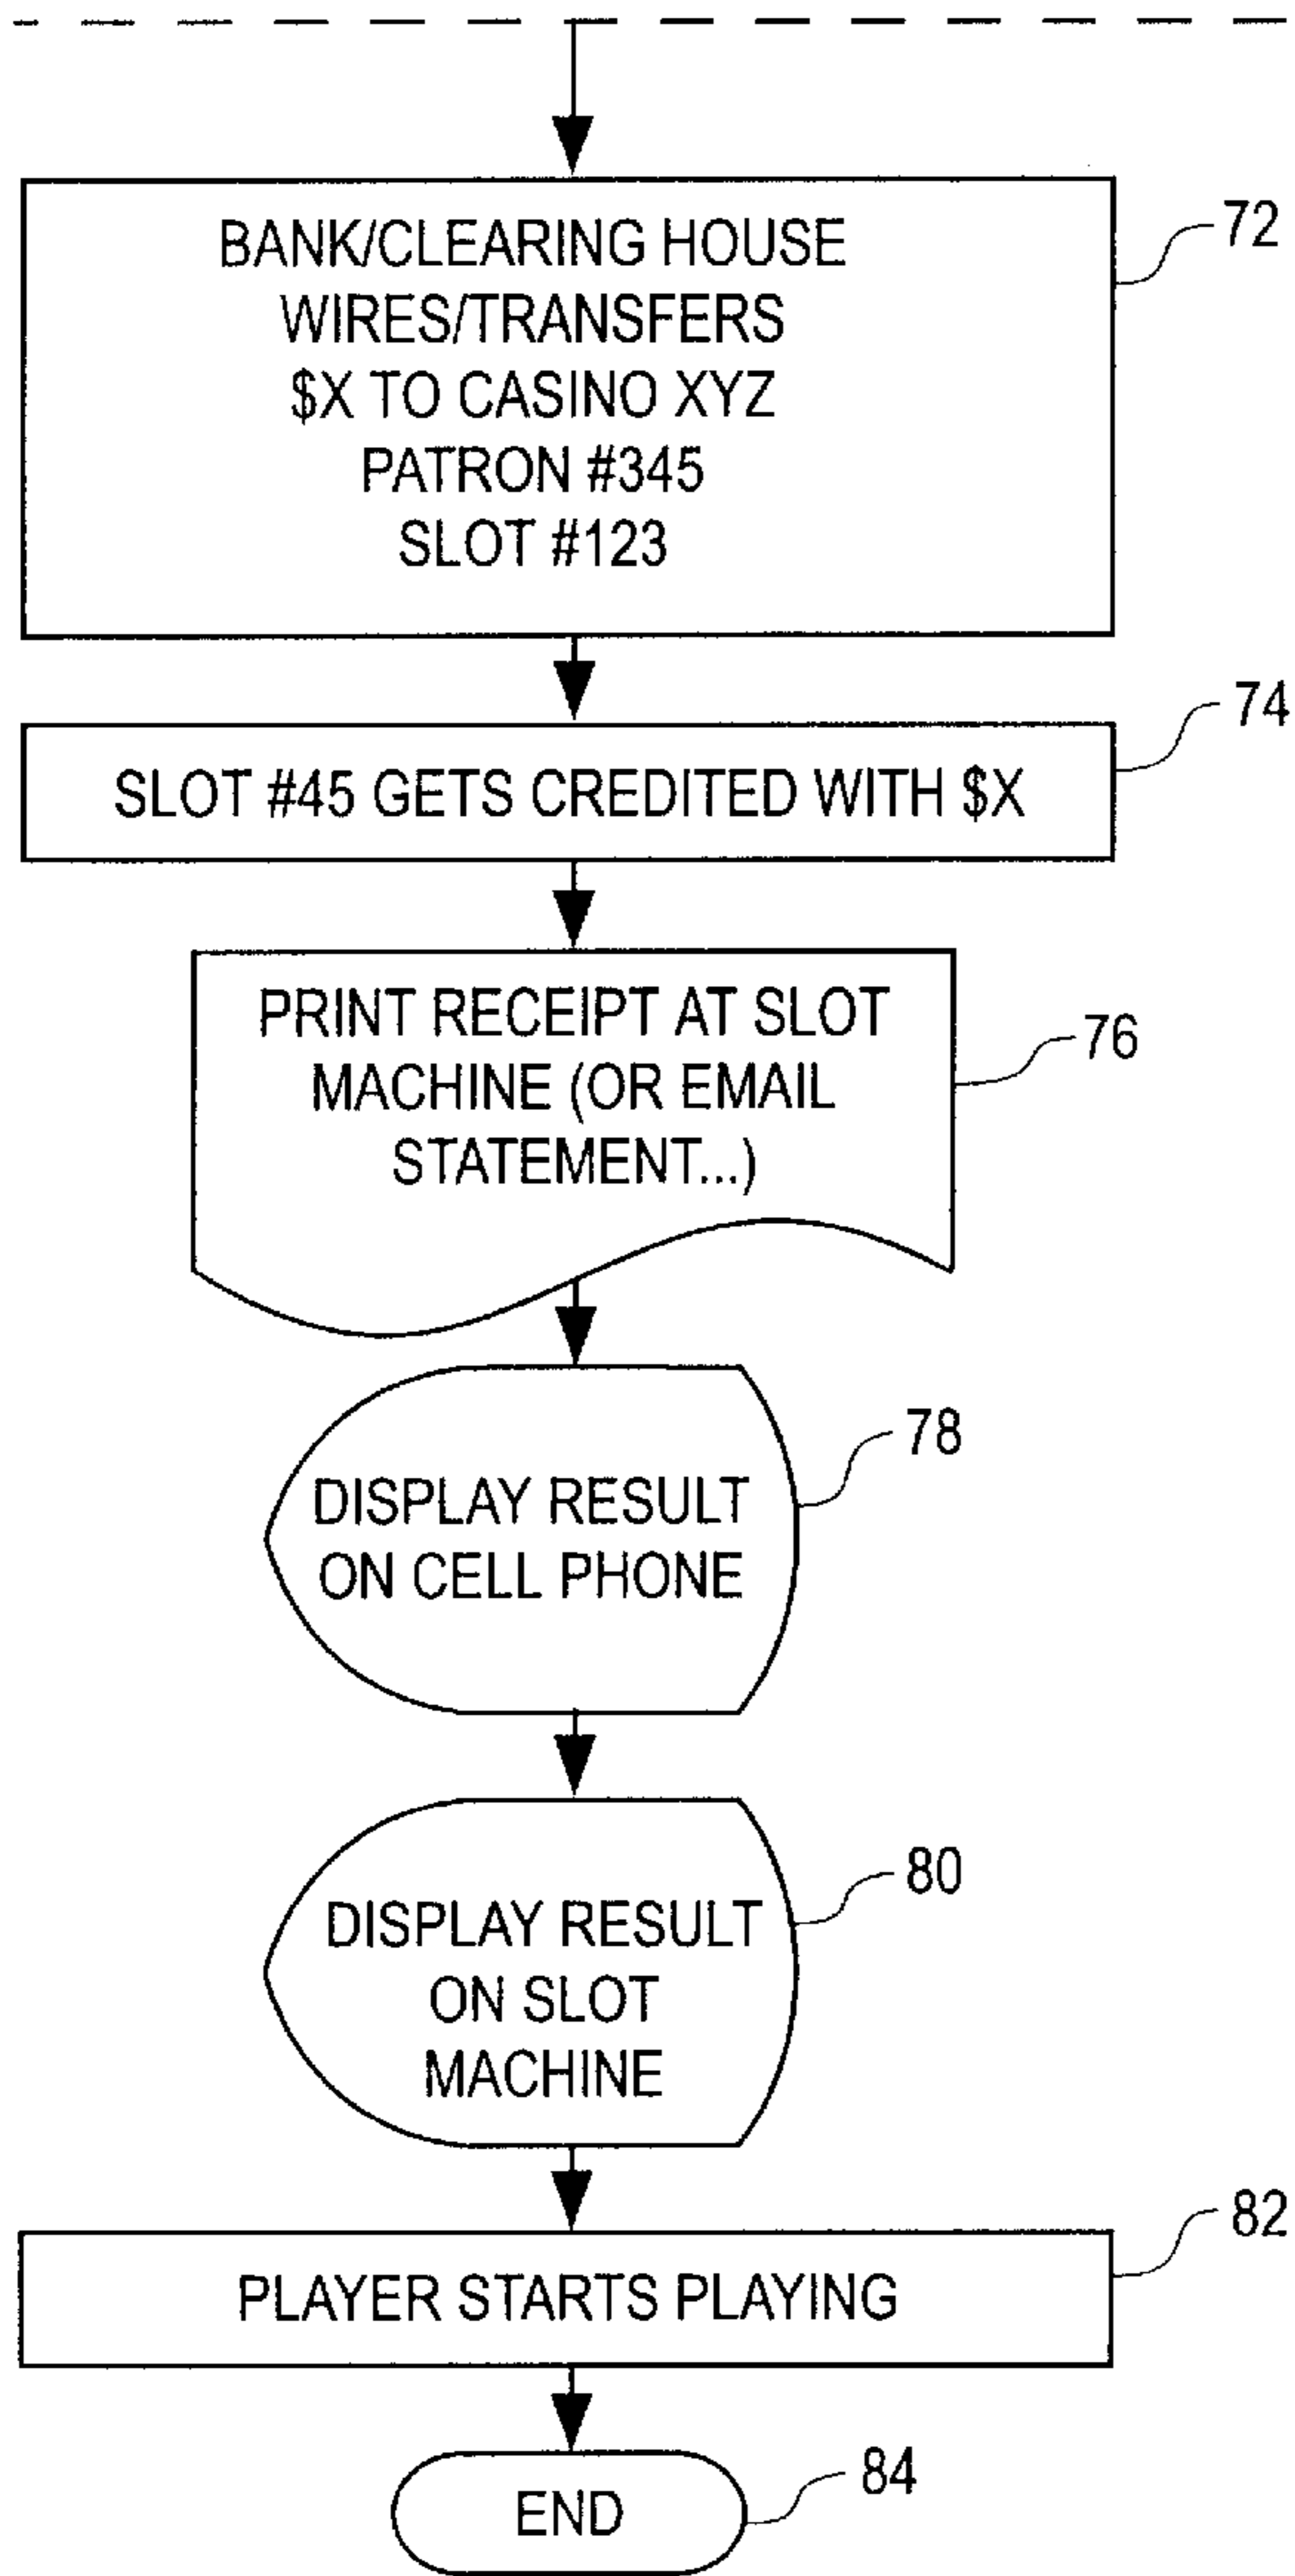 BANK/CLEARING HOUSE
WIRES/TRANSFERS
$X TO CASINO XYZ
PATRON #345
SLOT #123
72
SLOT #45 GETS CREDITED WITH $X
74
PRINT RECEIPT AT SLOT
MACHINE (OR EMAIL
STATEMENT...)
76
DISPLAY RESULT
ON CELL PHONE
78
DISPLAY RESULT
ON SLOT
MACHINE
80
PLAYER STARTS PLAYING
82
END
84